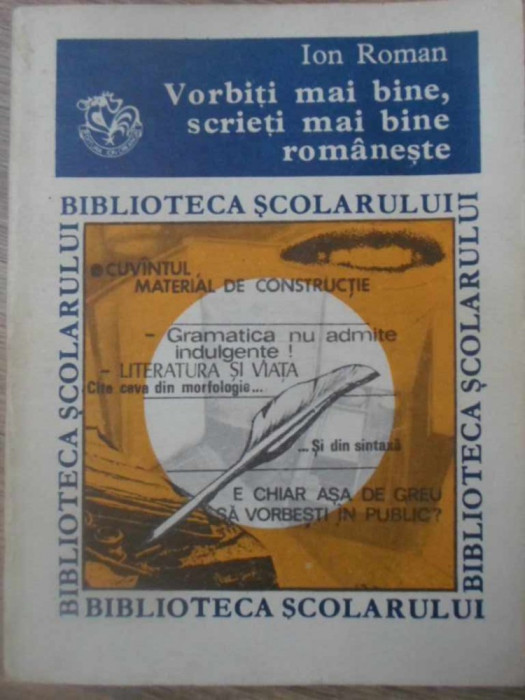 Ion Roman
Vorbiți mai bine,
scrieți mai bine
românește
BIBLIOTECA ȘCOLARULUI
BIBLIOTECA ȘCOLARULUI
BIBLIOTECA ȘCOLARULUI
CUVÎNTUL
MATERIAL DE CONSTRUCȚIE
- Gramatica nu admite
indulgențe !
- LITERATURA ȘI VIAȚA
Cîte ceva din morfologie...
...Și din sintaxă
E CHIAR AȘA DE GREU
SĂ VORBEȘTI ÎN PUBLIC?
BIBLIOTECA ȘCOLARULUI